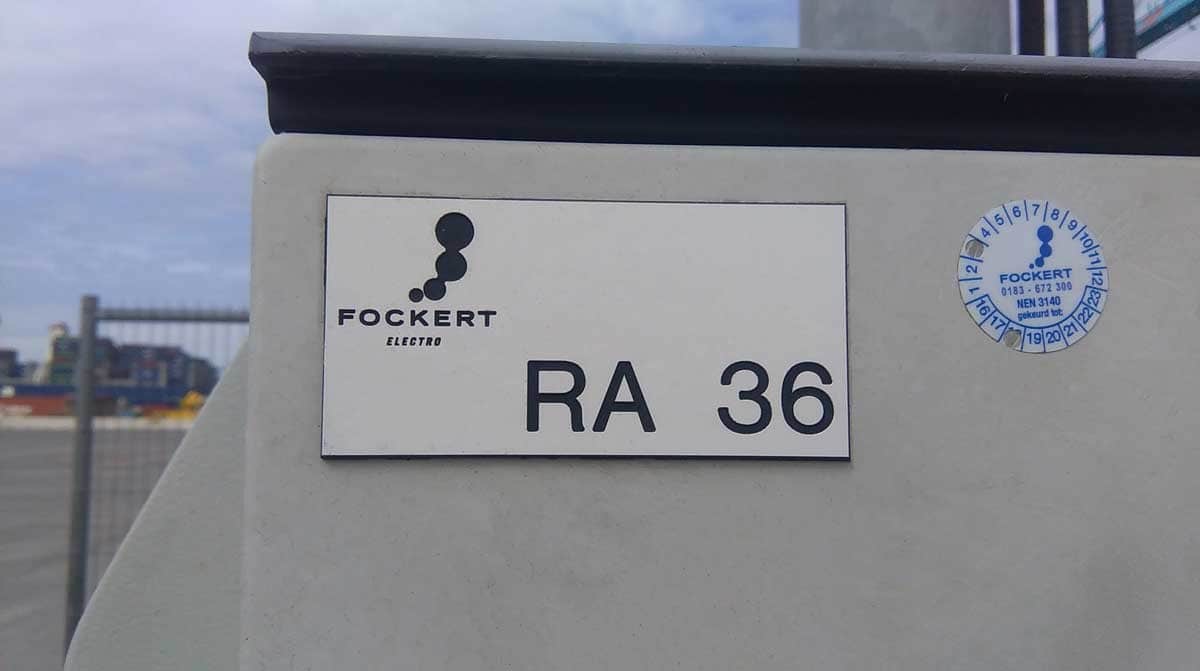 FOCKERT
ELECTRO
RA 36
1 2 4 5 6 7 8 9 10 11 12
FOCKERT
0183 - 672 300
NEN 3140
gekeurd tot:
16 17 19 20 21 22 23